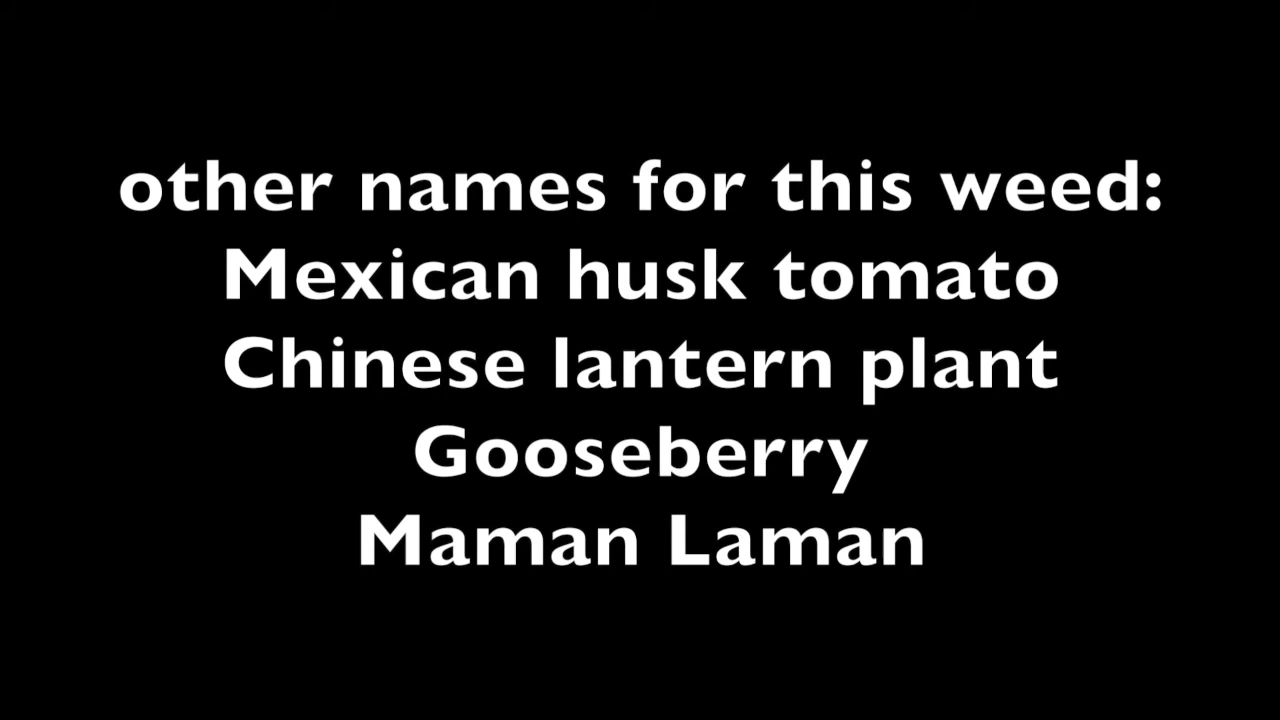 other names for this weed:
Mexican husk tomato
Chinese lantern plant
Gooseberry
Maman Laman